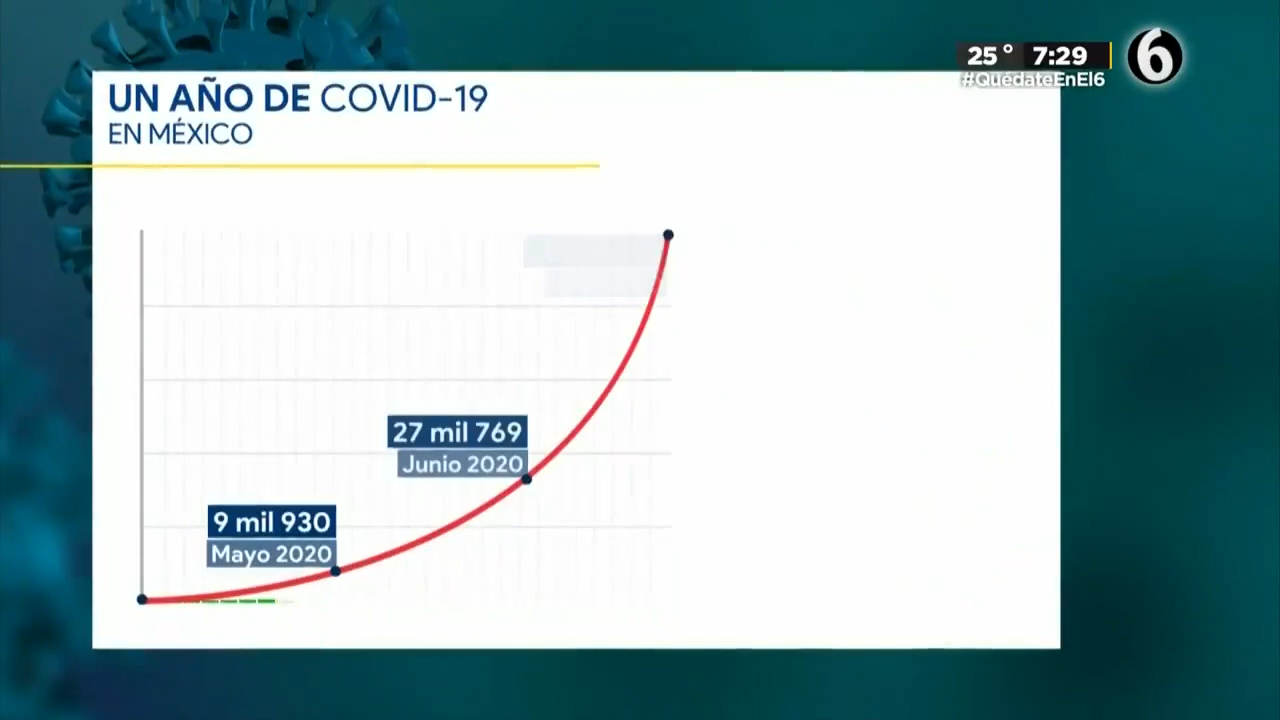 25° 7:29
6
#QuédateEnEl6
UN AÑO DE COVID-19
EN MÉXICO
27 mil 769
Junio 2020
9 mil 930
Mayo 2020